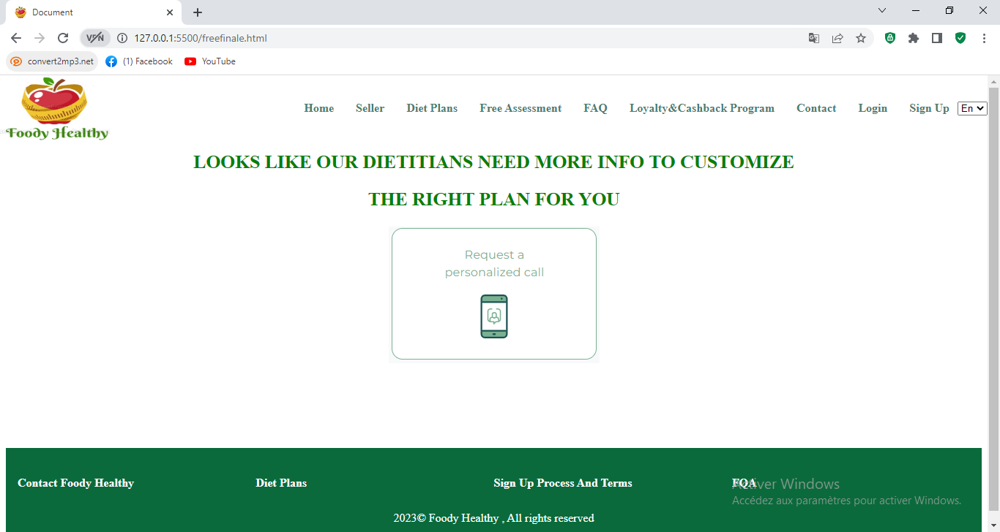 Document
VPN
127.0.0.1:5500/freefinale.html
convert2mp3.net
(1) Facebook
YouTube
Foody Healthy
Home
Seller
Diet Plans
Free Assessment
FAQ
Loyalty&Cashback Program
Contact
Login
Sign Up
En
LOOKS LIKE OUR DIETITIANS NEED MORE INFO TO CUSTOMIZE
THE RIGHT PLAN FOR YOU
Request a
personalized call
Contact Foody Healthy
Diet Plans
Sign Up Process And Terms
FQA
Activer Windows
Accédez aux paramètres pour activer Windows.
2023© Foody Healthy , All rights reserved